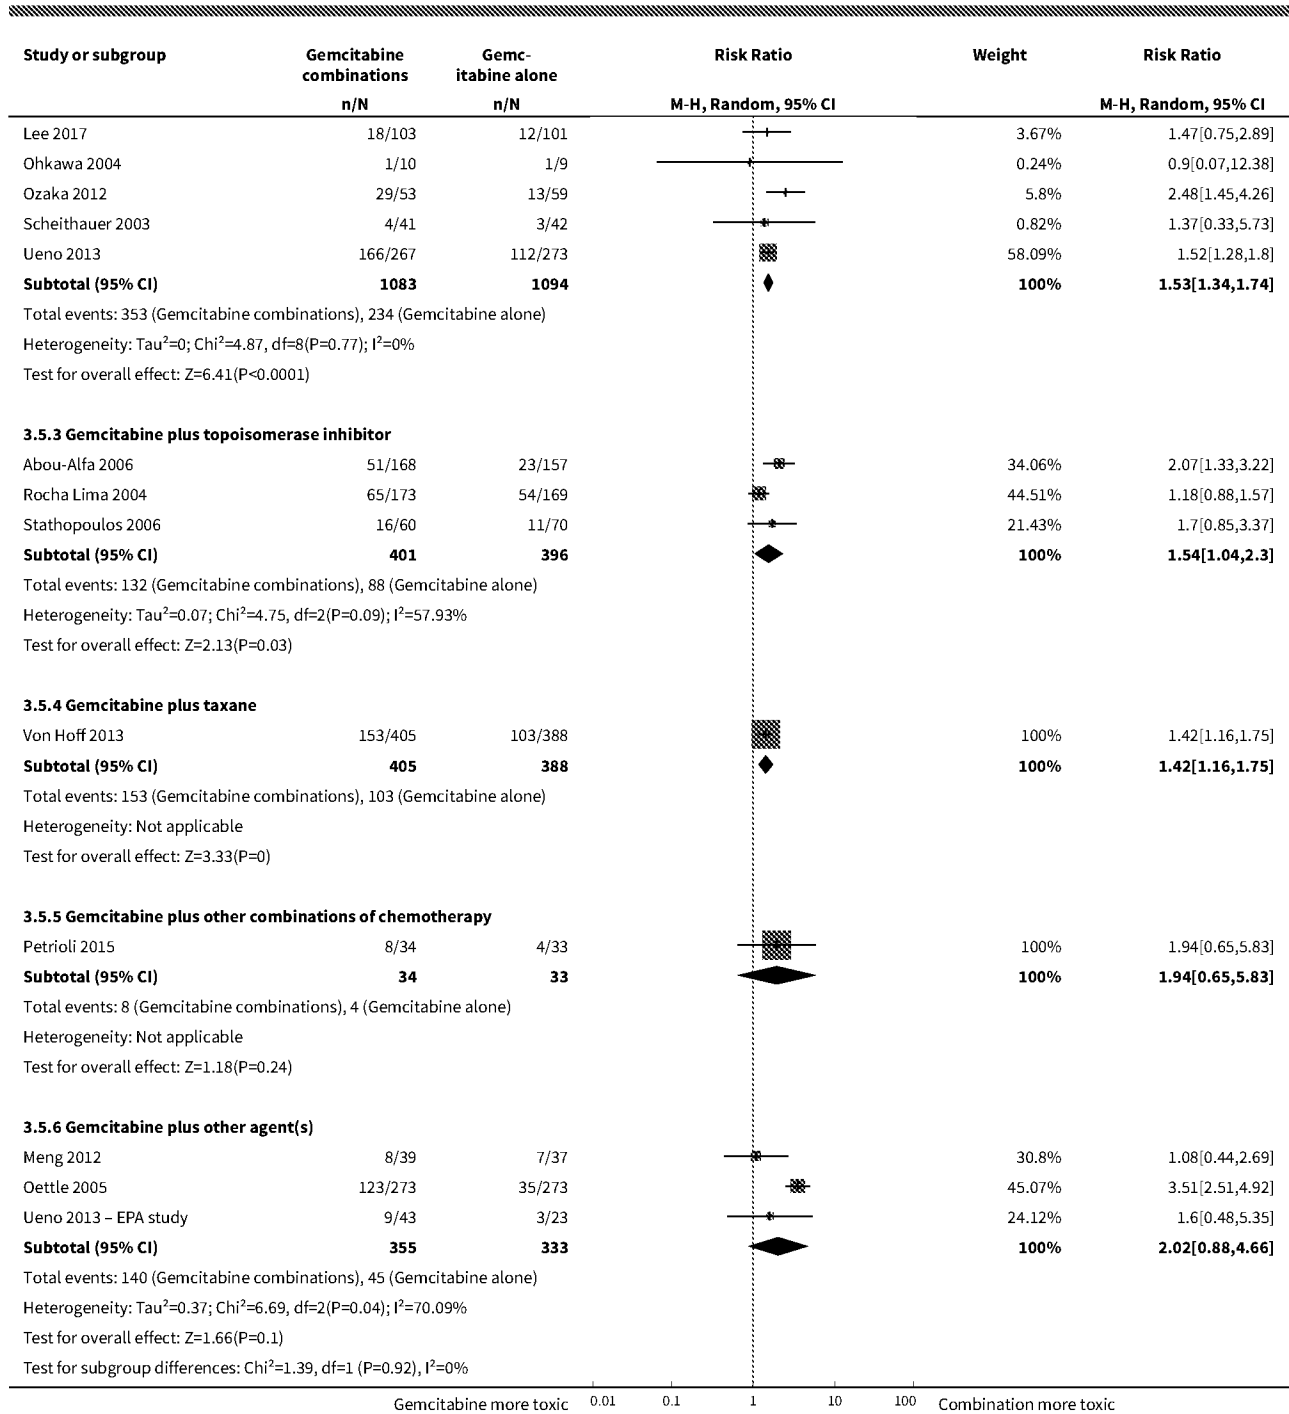 Study or subgroup Gemcitabine combinations Gemc-itabine alone Risk Ratio Weight Risk Ratio
n/N n/N M-H, Random, 95% CI M-H, Random, 95% CI
Lee 2017 18/103 12/101 3.67% 1.47[0.75,2.89]
Ohkawa 2004 1/10 1/9 0.24% 0.9[0.07,12.38]
Ozaka 2012 29/53 13/59 5.8% 2.48[1.45,4.26]
Scheithauer 2003 4/41 3/42 0.82% 1.37[0.33,5.73]
Ueno 2013 166/267 112/273 58.09% 1.52[1.28,1.8]
Subtotal (95% CI) 1083 1094 100% 1.53[1.34,1.74]
Total events: 353 (Gemcitabine combinations), 234 (Gemcitabine alone)
Heterogeneity: Tau²=0; Chi²=4.87, df=8(P=0.77); I²=0%
Test for overall effect: Z=6.41(P<0.0001)
3.5.3 Gemcitabine plus topoisomerase inhibitor
Abou-Alfa 2006 51/168 23/157 34.06% 2.07[1.33,3.22]
Rocha Lima 2004 65/173 54/169 44.51% 1.18[0.88,1.57]
Stathopoulos 2006 16/60 11/70 21.43% 1.7[0.85,3.37]
Subtotal (95% CI) 401 396 100% 1.54[1.04,2.3]
Total events: 132 (Gemcitabine combinations), 88 (Gemcitabine alone)
Heterogeneity: Tau²=0.07; Chi²=4.75, df=2(P=0.09); I²=57.93%
Test for overall effect: Z=2.13(P=0.03)
3.5.4 Gemcitabine plus taxane
Von Hoff 2013 153/405 103/388 100% 1.42[1.16,1.75]
Subtotal (95% CI) 405 388 100% 1.42[1.16,1.75]
Total events: 153 (Gemcitabine combinations), 103 (Gemcitabine alone)
Heterogeneity: Not applicable
Test for overall effect: Z=3.33(P=0)
3.5.5 Gemcitabine plus other combinations of chemotherapy
Petrioli 2015 8/34 4/33 100% 1.94[0.65,5.83]
Subtotal (95% CI) 34 33 100% 1.94[0.65,5.83]
Total events: 8 (Gemcitabine combinations), 4 (Gemcitabine alone)
Heterogeneity: Not applicable
Test for overall effect: Z=1.18(P=0.24)
3.5.6 Gemcitabine plus other agent(s)
Meng 2012 8/39 7/37 30.8% 1.08[0.44,2.69]
Oettle 2005 123/273 35/273 45.07% 3.51[2.51,4.92]
Ueno 2013 – EPA study 9/43 3/23 24.12% 1.6[0.48,5.35]
Subtotal (95% CI) 355 333 100% 2.02[0.88,4.66]
Total events: 140 (Gemcitabine combinations), 45 (Gemcitabine alone)
Heterogeneity: Tau²=0.37; Chi²=6.69, df=2(P=0.04); I²=70.09%
Test for overall effect: Z=1.66(P=0.1)
Test for subgroup differences: Chi²=1.39, df=1 (P=0.92), I²=0%
Gemcitabine more toxic 0.01 0.1 1 10 100 Combination more toxic